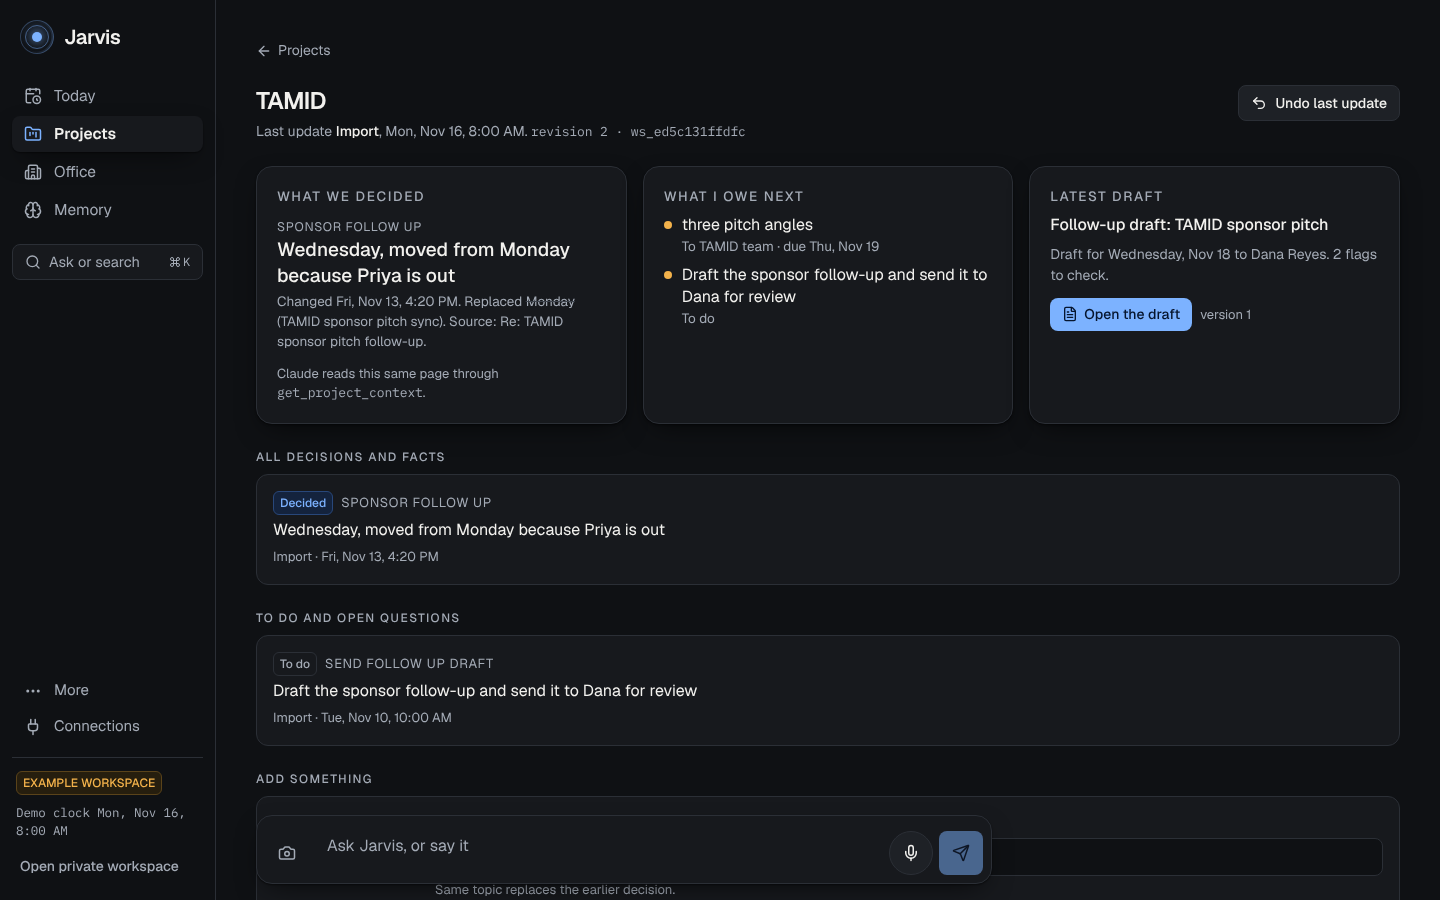 Jarvis
Today
Projects
Office
Memory
Ask or search
⌘K
More
Connections
EXAMPLE WORKSPACE
Demo clock Mon, Nov 16,
8:00 AM
Open private workspace
Projects
TAMID
Last update Import, Mon, Nov 16, 8:00 AM. revision 2 · ws_ed5c131ffdfc
Undo last update
WHAT WE DECIDED
SPONSOR FOLLOW UP
Wednesday, moved from Monday
because Priya is out
Changed Fri, Nov 13, 4:20 PM. Replaced Monday
(TAMID sponsor pitch sync). Source: Re: TAMID
sponsor pitch follow-up.
Claude reads this same page through
get_project_context.
WHAT I OWE NEXT
three pitch angles
To TAMID team · due Thu, Nov 19
Draft the sponsor follow-up and send it to
Dana for review
To do
LATEST DRAFT
Follow-up draft: TAMID sponsor pitch
Draft for Wednesday, Nov 18 to Dana Reyes. 2 flags
to check.
Open the draft
version 1
ALL DECISIONS AND FACTS
Decided SPONSOR FOLLOW UP
Wednesday, moved from Monday because Priya is out
Import · Fri, Nov 13, 4:20 PM
TO DO AND OPEN QUESTIONS
To do SEND FOLLOW UP DRAFT
Draft the sponsor follow-up and send it to Dana for review
Import · Tue, Nov 10, 10:00 AM
ADD SOMETHING
Ask Jarvis, or say it
Same topic replaces the earlier decision.